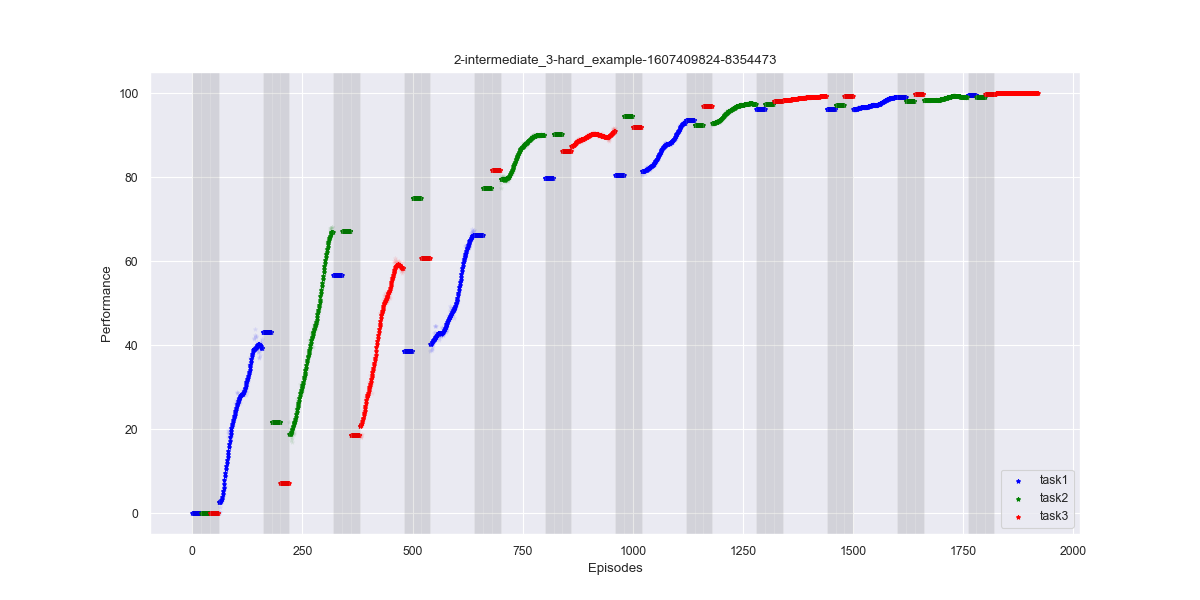 2-intermediate_3-hard_example-1607409824-8354473
100
80
60
40
20
0
Performance
0 250 500 750 1000 1250 1500 1750 2000
Episodes
task1
task2
task3